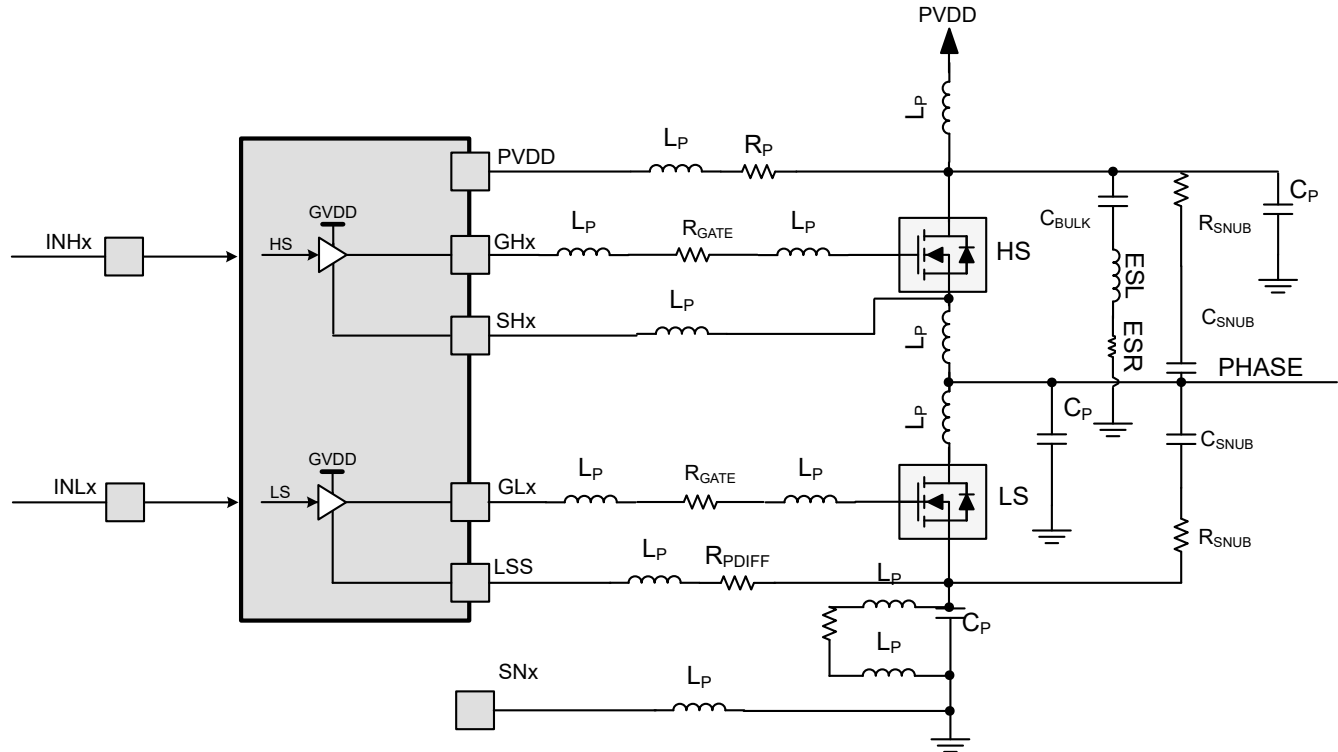 PVDD
LP
PVDD
LP
RP
CP
CBULK
RSNUB
GVDD
INHx
HS
GHx
LP
RGATE
LP
HS
ESL
SHx
LP
LP
CSNUB
ESR
PHASE
LP
CP
GVDD
CSNUB
INLx
LS
GLx
LP
RGATE
LP
LS
RSNUB
LSS
LP
RPDIFF
LP
CP
LP
SNx
LP